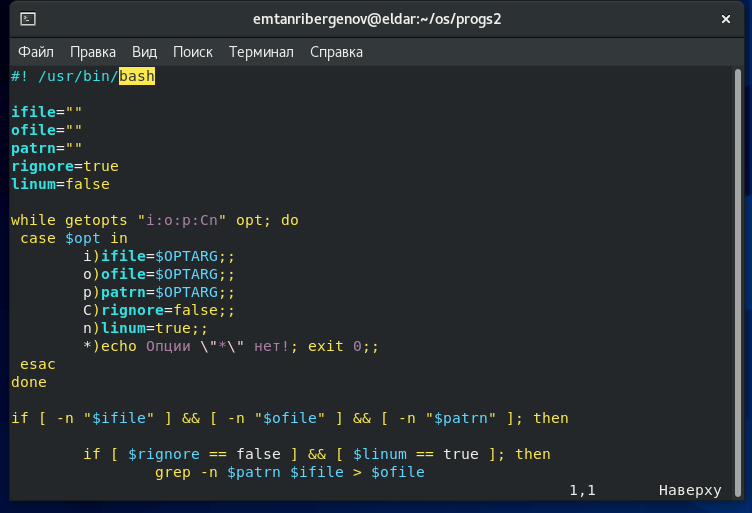 emtanribergenov@eldar:~/os/progs2
Файл Правка Вид Поиск Терминал Справка
#! /usr/bin/bash
ifile=""
ofile=""
patrn=""
rignore=true
linum=false
while getopts "i:o:p:Cn" opt; do
 case $opt in
        i)ifile=$OPTARG;;
        o)ofile=$OPTARG;;
        p)patrn=$OPTARG;;
        C)rignore=false;;
        n)linum=true;;
        *)echo Опции \"*\" нет!; exit 0;;
 esac
done
if [ -n "$ifile" ] && [ -n "$ofile" ] && [ -n "$patrn" ]; then
        if [ $rignore == false ] && [ $linum == true ]; then
                grep -n $patrn $ifile > $ofile
1,1 Наверху